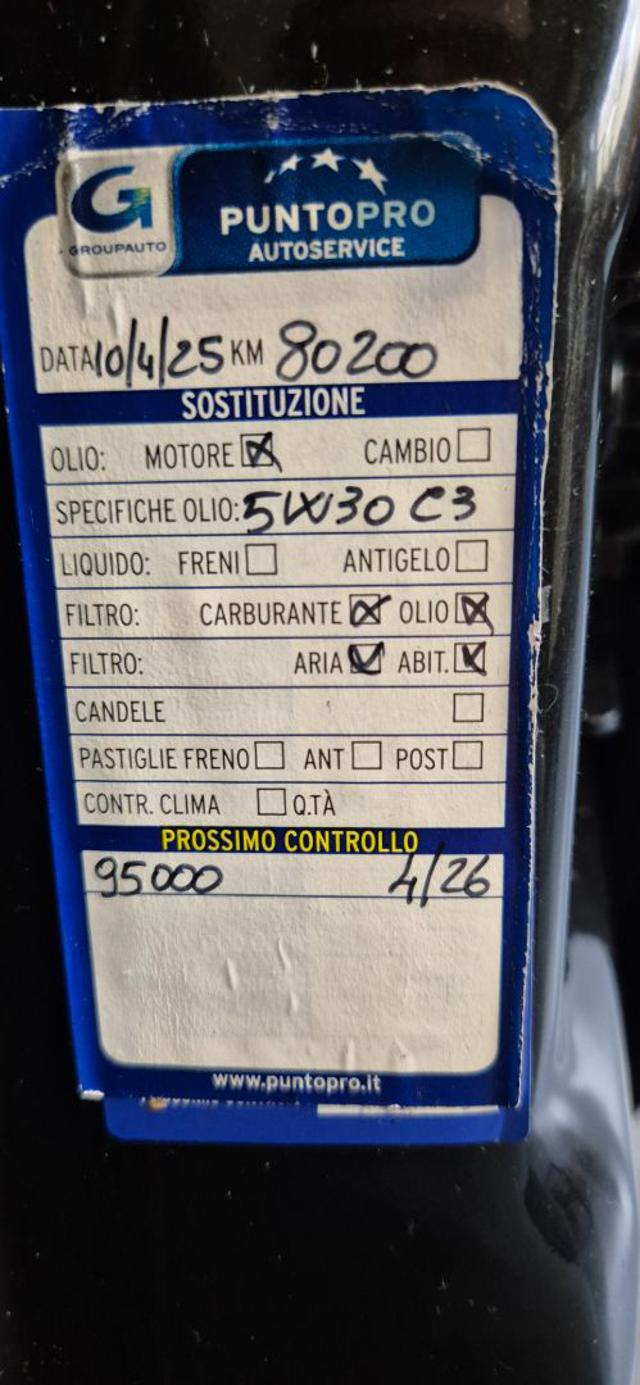 GROUPAUTO
PUNTOPRO
AUTOSERVICE
DATA 10/4/25 KM 80200
SOSTITUZIONE
OLIO: MOTORE CAMBIO
SPECIFICHE OLIO: 5W30 C3
LIQUIDO: FRENI ANTIGELO
FILTRO: CARBURANTE OLIO
FILTRO: ARIA ABIT.
CANDELE
PASTIGLIE FRENO ANT POST
CONTR. CLIMA Q.TÀ
PROSSIMO CONTROLLO
95000 4/26
www.puntopro.it